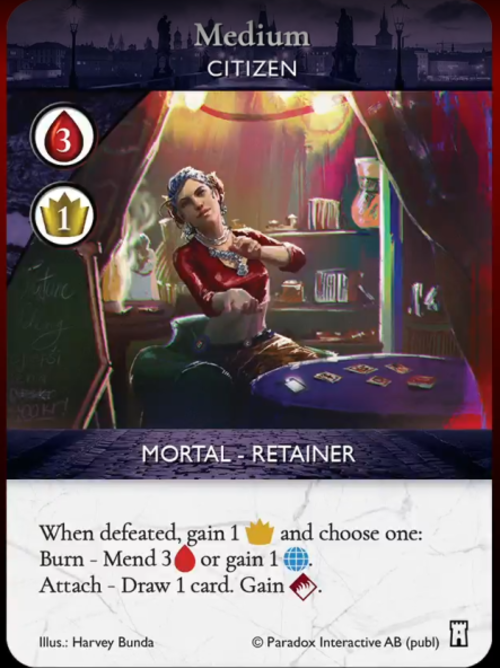 Medium
CITIZEN
3
1
MORTAL - RETAINER
When defeated, gain 1 and choose one:
Burn - Mend 3 or gain 1.
Attach - Draw 1 card. Gain.
Illus.: Harvey Bunda © Paradox Interactive AB (publ)